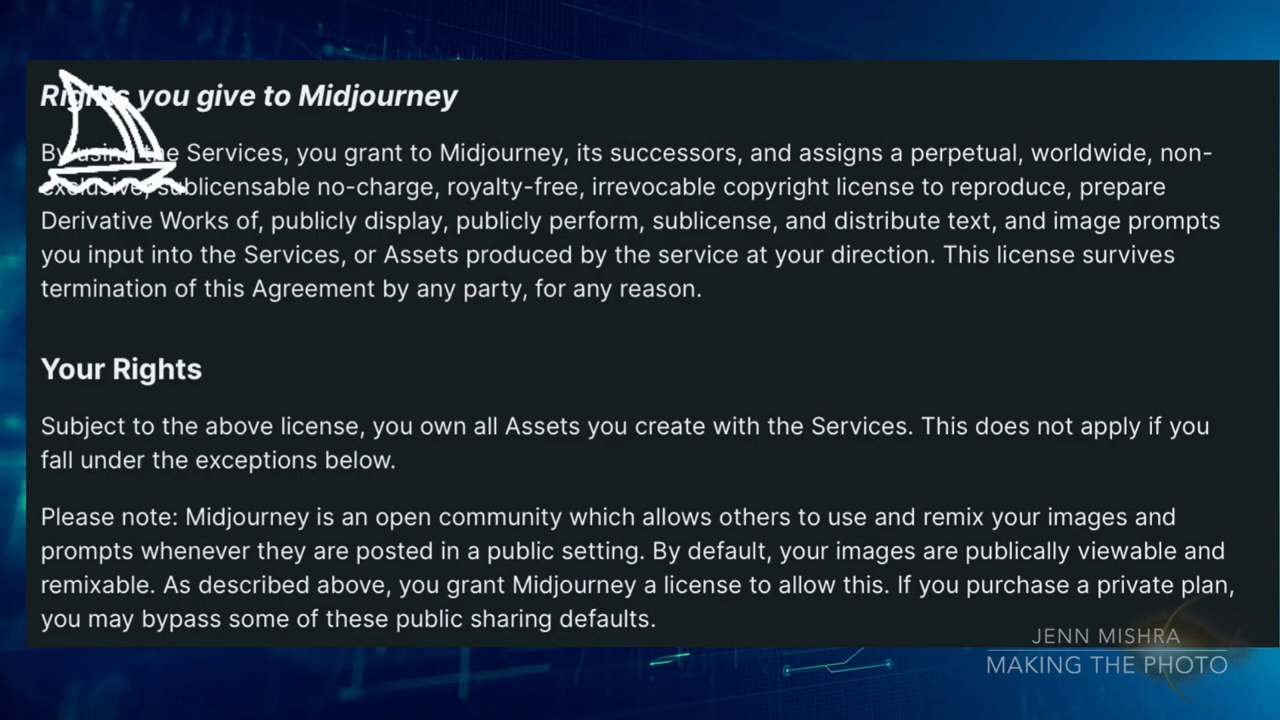 Rights you give to Midjourney
By using the Services, you grant to Midjourney, its successors, and assigns a perpetual, worldwide, non-
exclusive, sublicensable no-charge, royalty-free, irrevocable copyright license to reproduce, prepare
Derivative Works of, publicly display, publicly perform, sublicense, and distribute text, and image prompts
you input into the Services, or Assets produced by the service at your direction. This license survives
termination of this Agreement by any party, for any reason.
Your Rights
Subject to the above license, you own all Assets you create with the Services. This does not apply if you
fall under the exceptions below.
Please note: Midjourney is an open community which allows others to use and remix your images and
prompts whenever they are posted in a public setting. By default, your images are publically viewable and
remixable. As described above, you grant Midjourney a license to allow this. If you purchase a private plan,
you may bypass some of these public sharing defaults.
JENN MISHRA
MAKING THE PHOTO